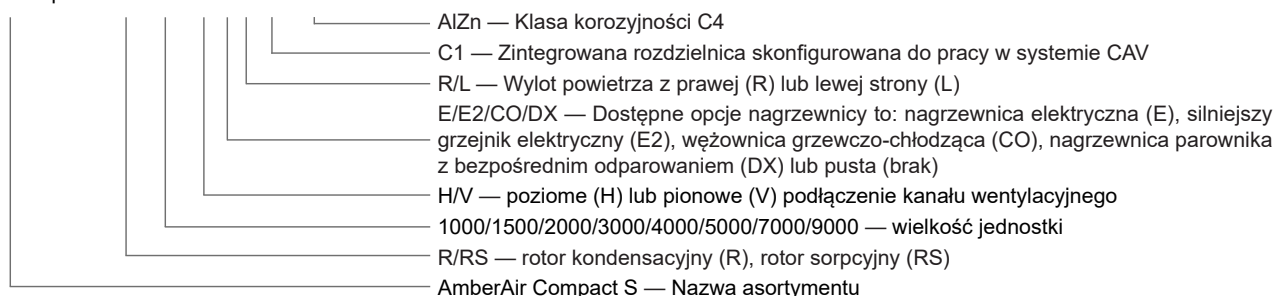 AlZn — Klasa korozyjności C4
C1 — Zintegrowana rozdzielnica skonfigurowana do pracy w systemie CAV
R/L — Wylot powietrza z prawej (R) lub lewej strony (L)
E/E2/CO/DX — Dostępne opcje nagrzewnicy to: nagrzewnica elektryczna (E), silniejszy
grzejnik elektryczny (E2), wężownica grzewczo-chłodząca (CO), nagrzewnica parownika
z bezpośrednim odparowaniem (DX) lub pusta (brak)
H/V — poziome (H) lub pionowe (V) podłączenie kanału wentylacyjnego
1000/1500/2000/3000/4000/5000/7000/9000 — wielkość jednostki
R/RS — rotor kondensacyjny (R), rotor sorpcyjny (RS)
AmberAir Compact S — Nazwa asortymentu